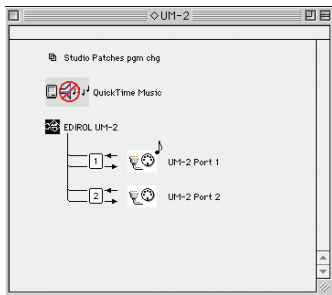 ◇UM-2
Studio Patches pgm chg
QuickTime Music
EDIROL UM-2
1
UM-2 Port 1
2
UM-2 Port 2